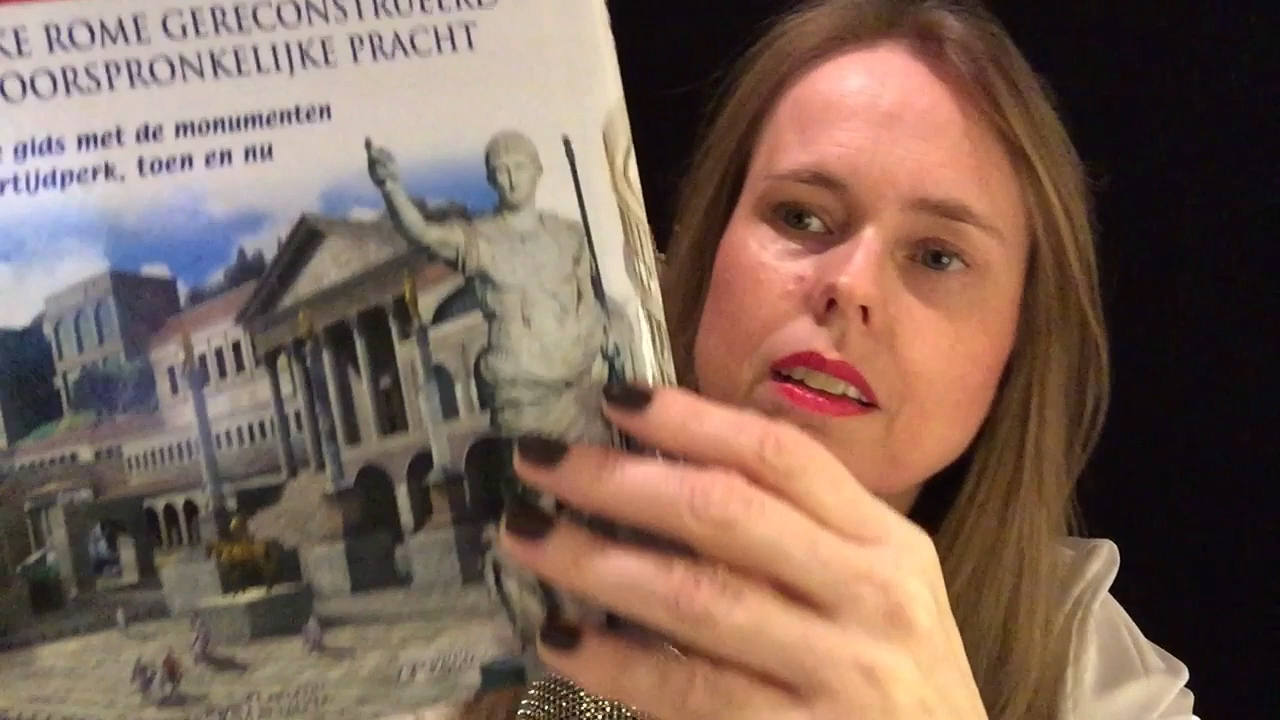 KE ROME GERECONSTRUEERD
OORSPRONKELIJKE PRACHT
gids met de monumenten
rtijdperk, toen en nu